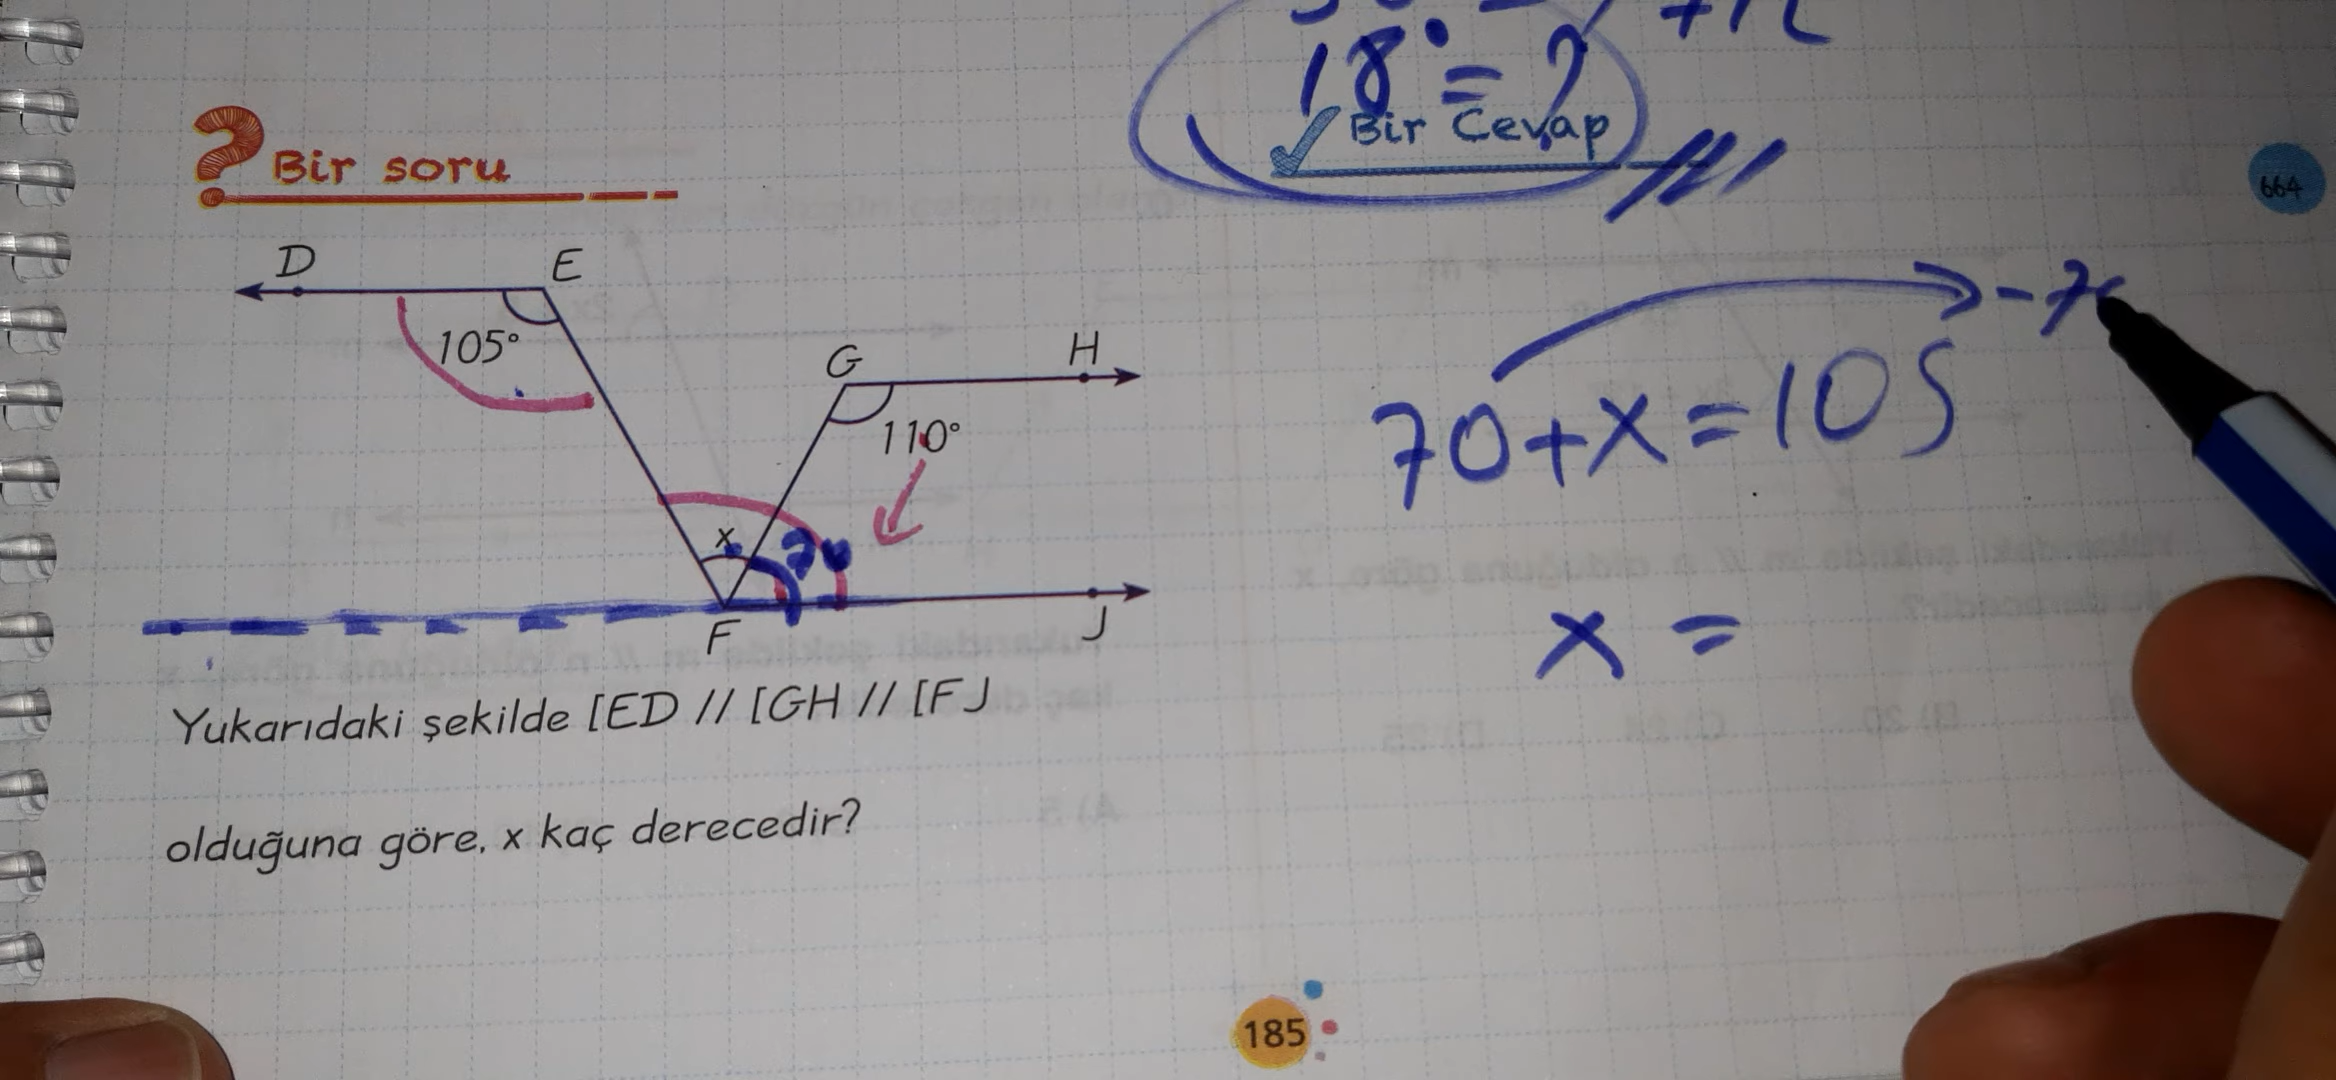 18° = ?
Bir Cevap
664
? Bir soru
D
E
105°
G
H
110°
x
70
F
J
70+x=105
x =
Yukarıdaki şekilde [ED // [GH // [FJ
olduğuna göre, x kaç derecedir?
185